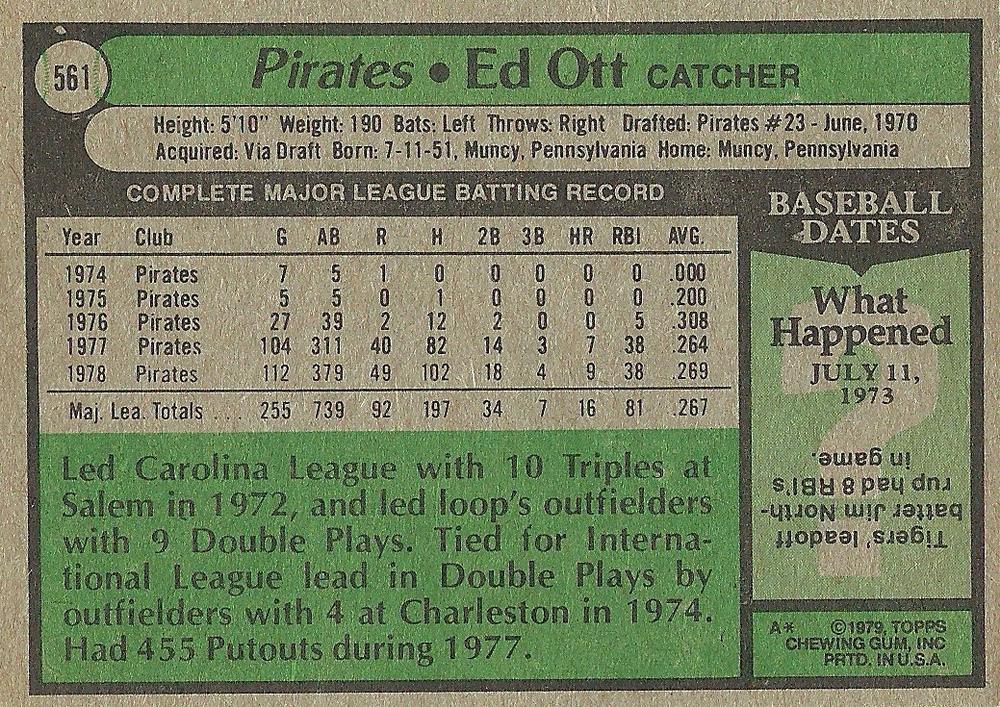 561
Pirates • Ed Ott CATCHER
Height: 5'10" Weight: 190 Bats: Left Throws: Right Drafted: Pirates #23 - June, 1970
Acquired: Via Draft Born: 7-11-51, Muncy, Pennsylvania Home: Muncy, Pennsylvania
COMPLETE MAJOR LEAGUE BATTING RECORD
Year Club G AB R H 2B 3B HR RBI AVG.
1974 Pirates 7 5 1 0 0 0 0 0 .000
1975 Pirates 5 5 0 1 0 0 0 0 .200
1976 Pirates 27 39 2 12 2 0 0 5 .308
1977 Pirates 104 311 40 82 14 3 7 38 .264
1978 Pirates 112 379 49 102 18 4 9 38 .269
Maj. Lea. Totals ... 255 739 92 197 34 7 16 81 .267
Led Carolina League with 10 Triples at
Salem in 1972, and led loop's outfielders
with 9 Double Plays. Tied for Interna-
tional League lead in Double Plays by
outfielders with 4 at Charleston in 1974.
Had 455 Putouts during 1977.
BASEBALL
DATES
What
Happened
JULY 11,
1973
Tigers' leadoff
batter Jim North-
rup had 8 RBI's
in game.
A* ©1979, TOPPS
CHEWING GUM, INC
PRTD. IN U.S.A.